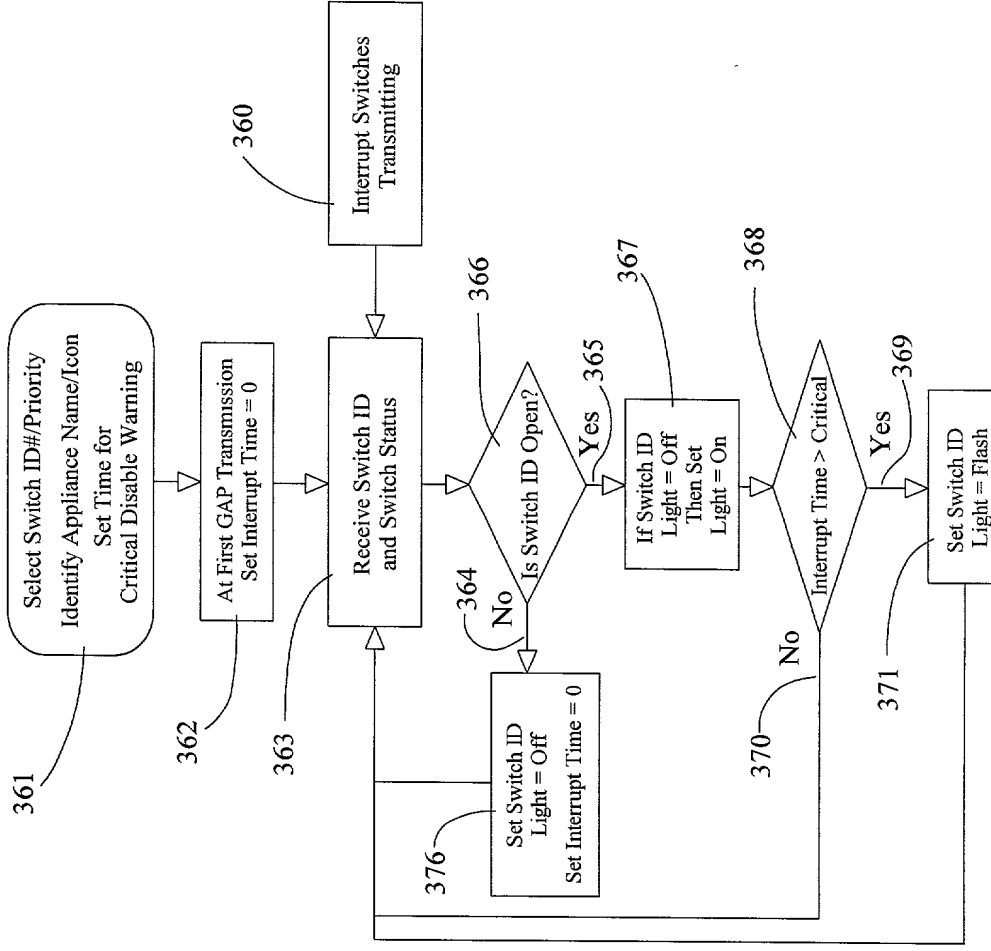 361
Select Switch ID#/Priority
Identify Appliance Name/Icon
Set Time for
Critical Disable Warning
362
At First GAP Transmission
Set Interrupt Time = 0
360
Interrupt Switches
Transmitting
363
Receive Switch ID
and Switch Status
366
Is Switch ID Open?
364
No
365
Yes
376
Set Switch ID
Light = Off
Set Interrupt Time = 0
367
If Switch ID
Light = Off
Then Set
Light = On
368
Interrupt Time > Critical
370
No
369
Yes
371
Set Switch ID
Light = Flash